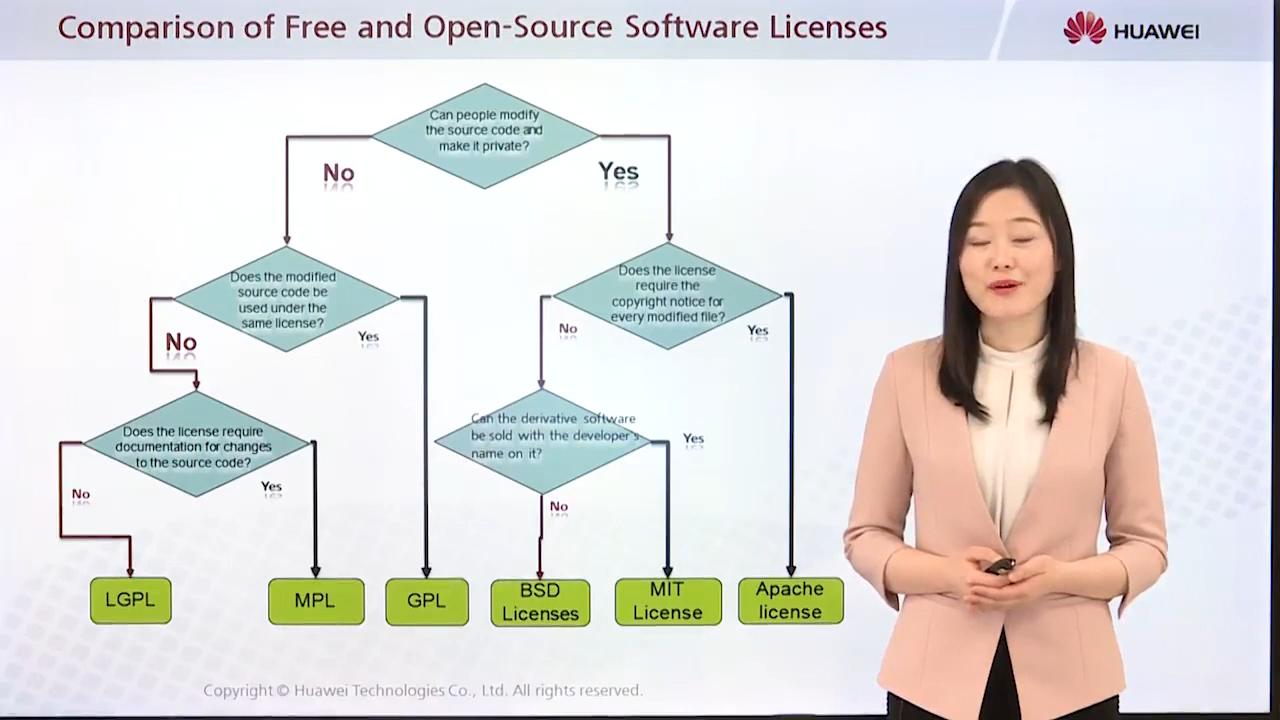 Comparison of Free and Open-Source Software Licenses
HUAWEI
Can people modify
the source code and
make it private?
No
Yes
Does the modified
source code be
used under the
same license?
Does the license
require the
copyright notice for
every modified file?
No
Yes
No
Yes
Does the license require
documentation for changes
to the source code?
Can the derivative software
be sold with the developer's
name on it?
Yes
No
Yes
No
LGPL
MPL
GPL
BSD
Licenses
MIT
License
Apache
license
Copyright © Huawei Technologies Co., Ltd. All rights reserved.